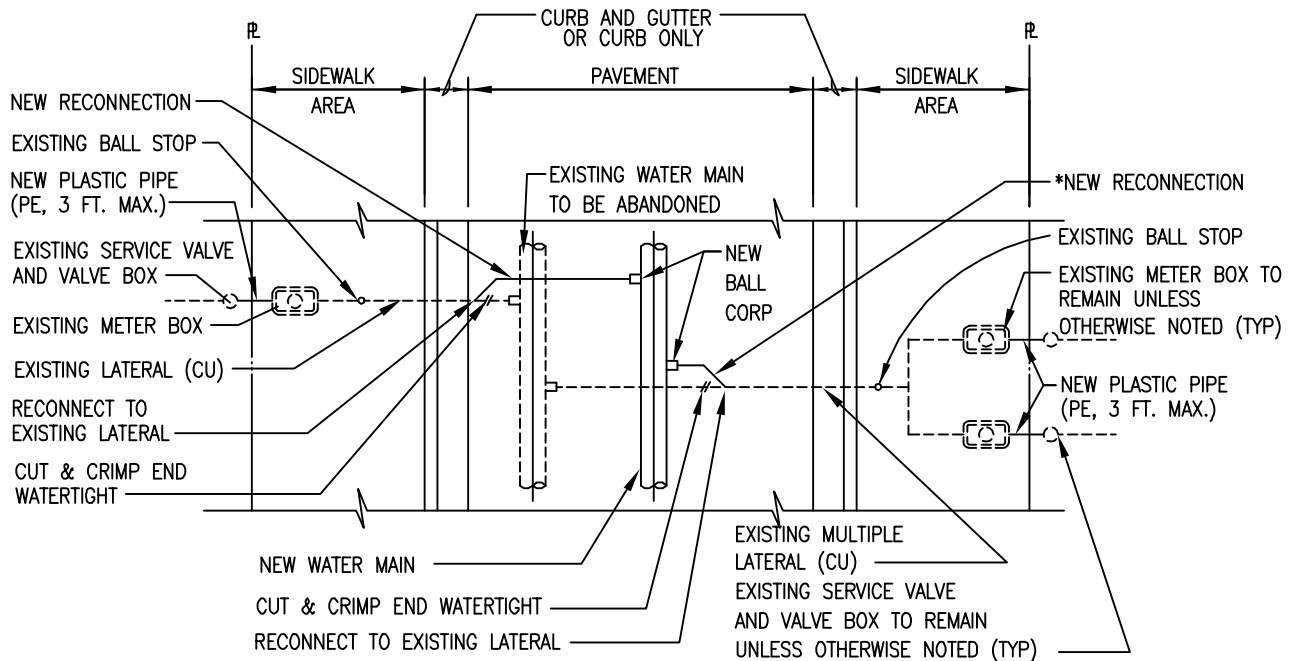 CURB AND GUTTER
OR CURB ONLY
PL
PL
SIDEWALK
AREA
PAVEMENT
SIDEWALK
AREA
NEW RECONNECTION
EXISTING BALL STOP
NEW PLASTIC PIPE
(PE, 3 FT. MAX.)
EXISTING SERVICE VALVE
AND VALVE BOX
EXISTING METER BOX
EXISTING LATERAL (CU)
RECONNECT TO
EXISTING LATERAL
CUT & CRIMP END
WATERTIGHT
EXISTING WATER MAIN
TO BE ABANDONED
NEW
BALL
CORP
*NEW RECONNECTION
EXISTING BALL STOP
EXISTING METER BOX TO
REMAIN UNLESS
OTHERWISE NOTED (TYP)
NEW PLASTIC PIPE
(PE, 3 FT. MAX.)
NEW WATER MAIN
CUT & CRIMP END WATERTIGHT
RECONNECT TO EXISTING LATERAL
EXISTING MULTIPLE
LATERAL (CU)
EXISTING SERVICE VALVE
AND VALVE BOX TO REMAIN
UNLESS OTHERWISE NOTED (TYP)